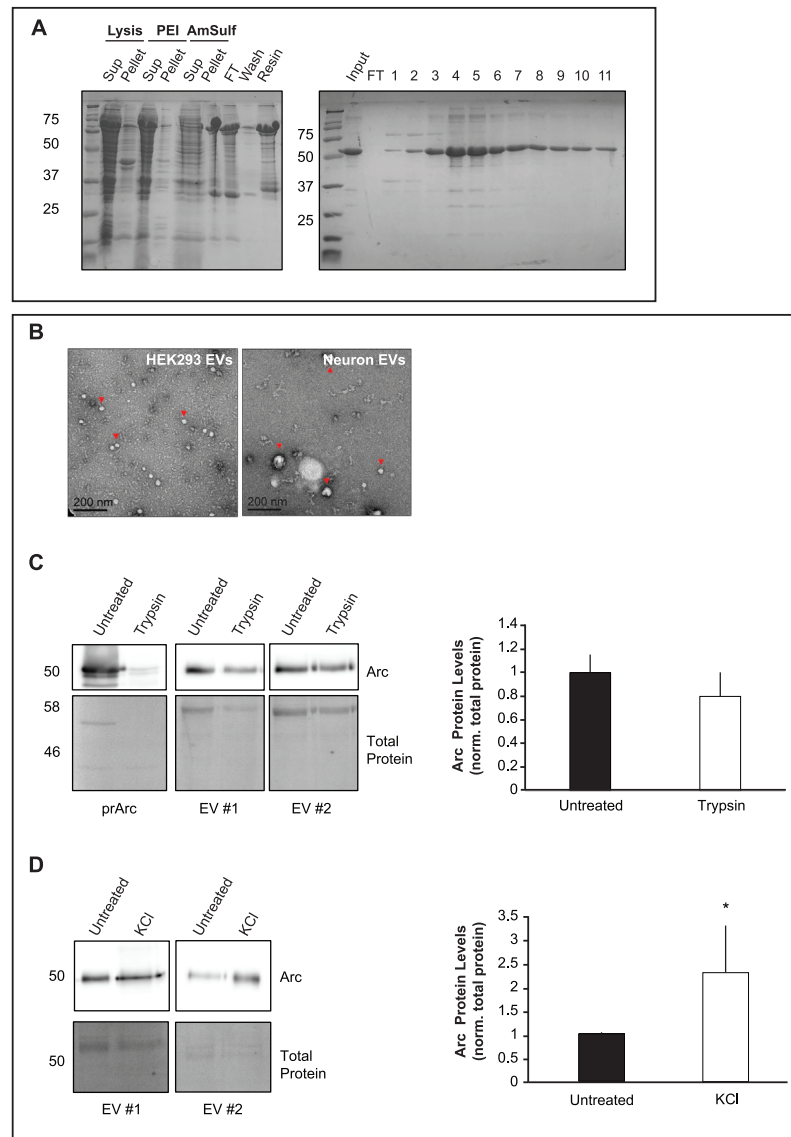 A
Lysis PEI AmSulf
Sup Pellet Sup Pellet Sup Pellet FT Wash Resin
75
50
37
25
Input FT 1 2 3 4 5 6 7 8 9 10 11
75
50
37
25
B
HEK293 EVs
200 nm
Neuron EVs
200 nm
C
Untreated Trypsin Untreated Trypsin Untreated Trypsin
50
Arc
58
46
Total
Protein
prArc EV #1 EV #2
Arc Protein Levels
(norm. total protein)
1.4
1.2
1
0.8
0.6
0.4
0.2
0
Untreated Trypsin
D
Untreated KCl Untreated KCl
50
Arc
50
Total
Protein
EV #1 EV #2
Arc Protein Levels
(norm. total protein)
3.5
3
2.5
2
1.5
1
0.5
0
*
Untreated KCl